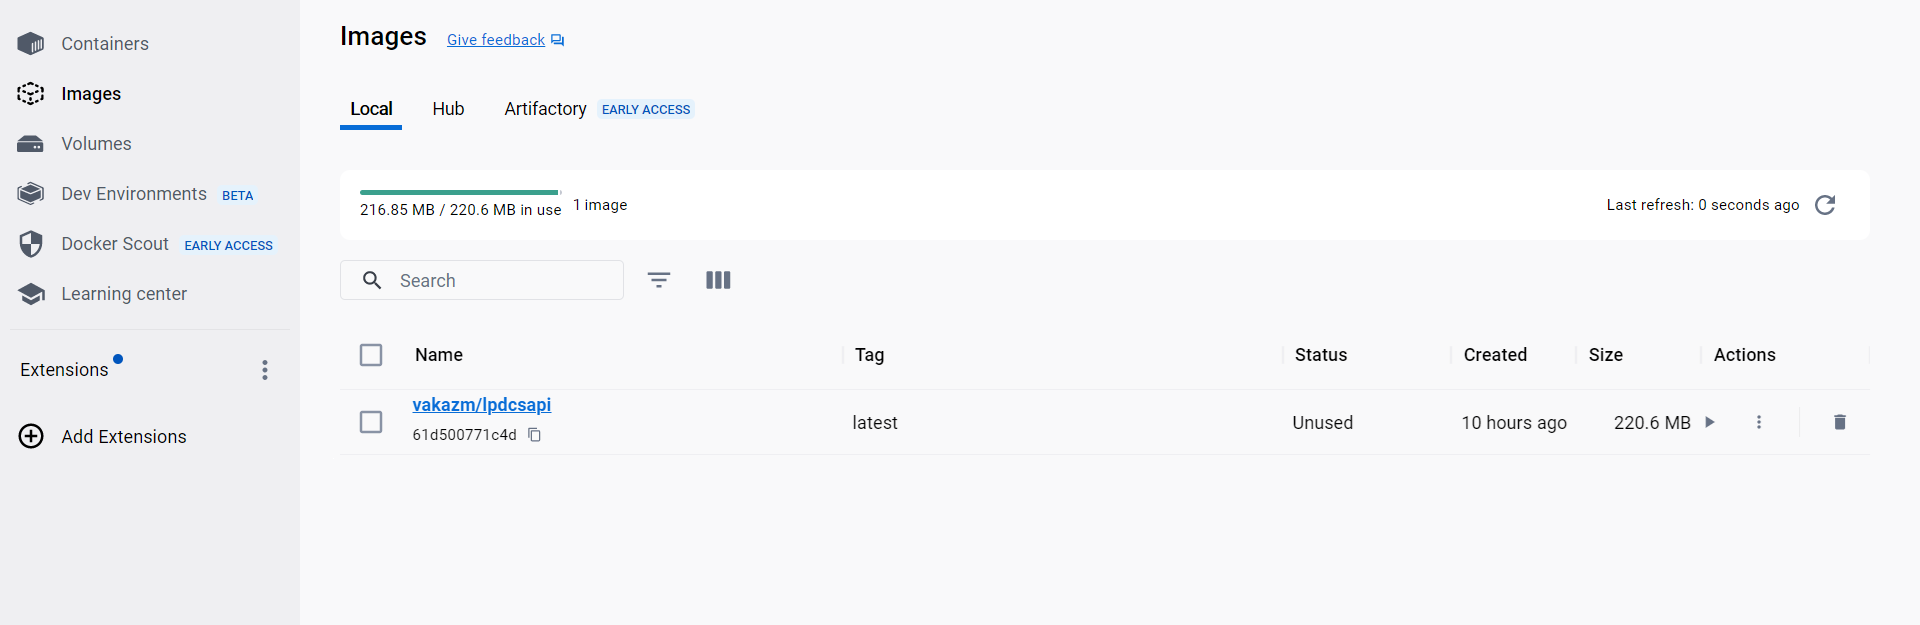 Containers
Images
Volumes
Dev Environments BETA
Docker Scout EARLY ACCESS
Learning center
Extensions
Add Extensions
Images Give feedback
Local Hub Artifactory EARLY ACCESS
216.85 MB / 220.6 MB in use 1 image Last refresh: 0 seconds ago
Search
Name Tag Status Created Size Actions
vakazm/lpdcsapi
61d500771c4d latest Unused 10 hours ago 220.6 MB